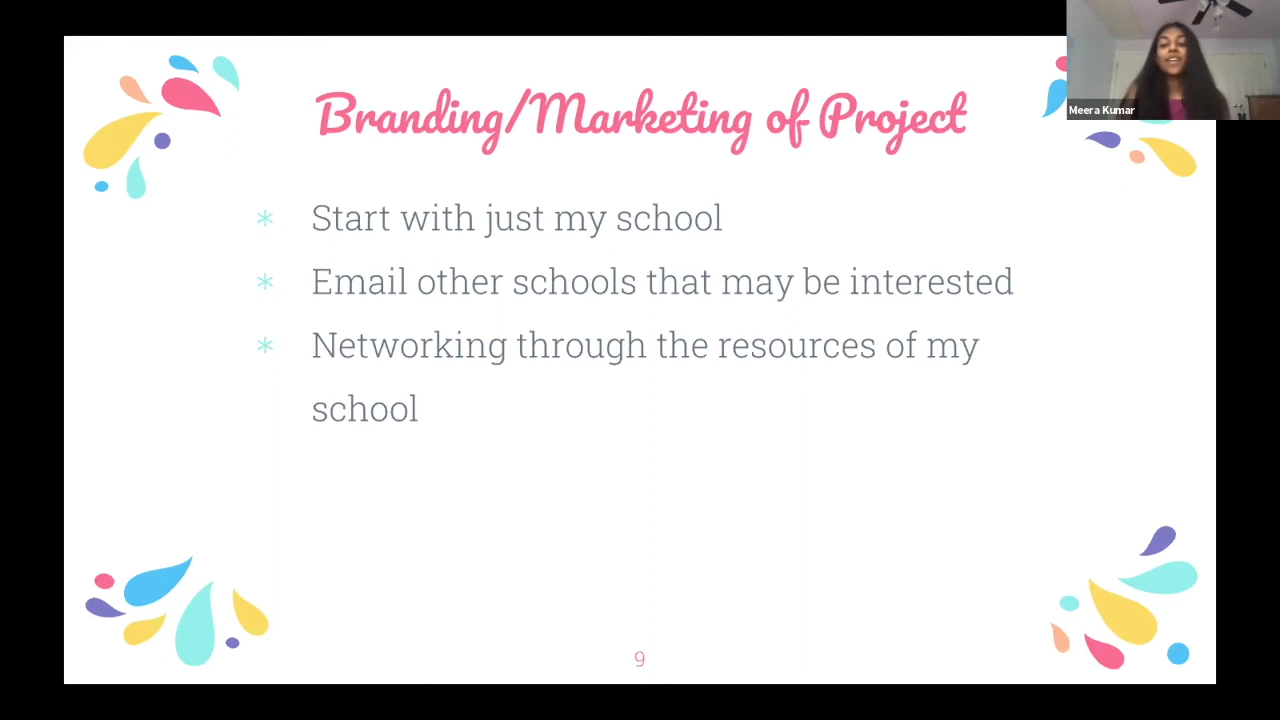 Branding/Marketing of Project
Meera Kumar
* Start with just my school
* Email other schools that may be interested
* Networking through the resources of my
school
9